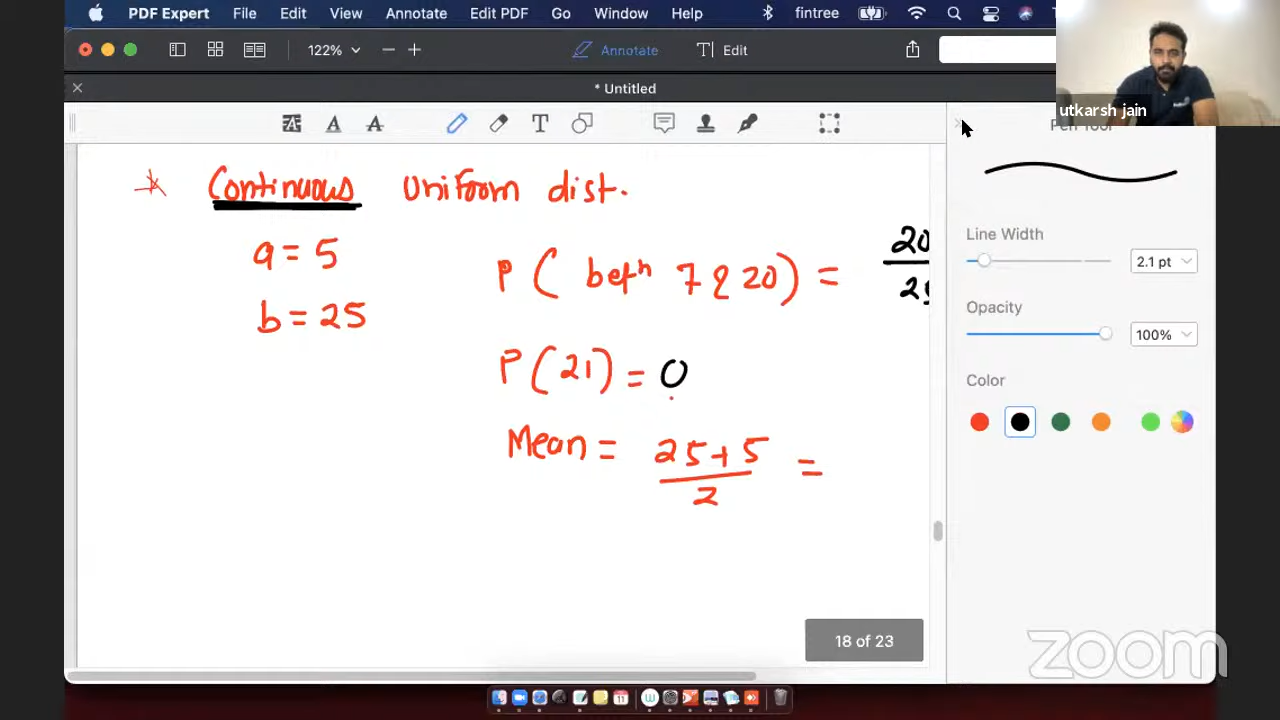 PDF Expert File Edit View Annotate Edit PDF Go Window Help fintree
122% Annotate T Edit
* Untitled
utkarsh jain
A A A T
Pen Tool
* Continuous Uniform dist.
a = 5
b = 25
P ( betn 7 & 20) = 20
P (21) = 0
Mean = 25+5 =
2
Line Width
2.1 pt
Opacity
100%
Color
18 of 23
zoom